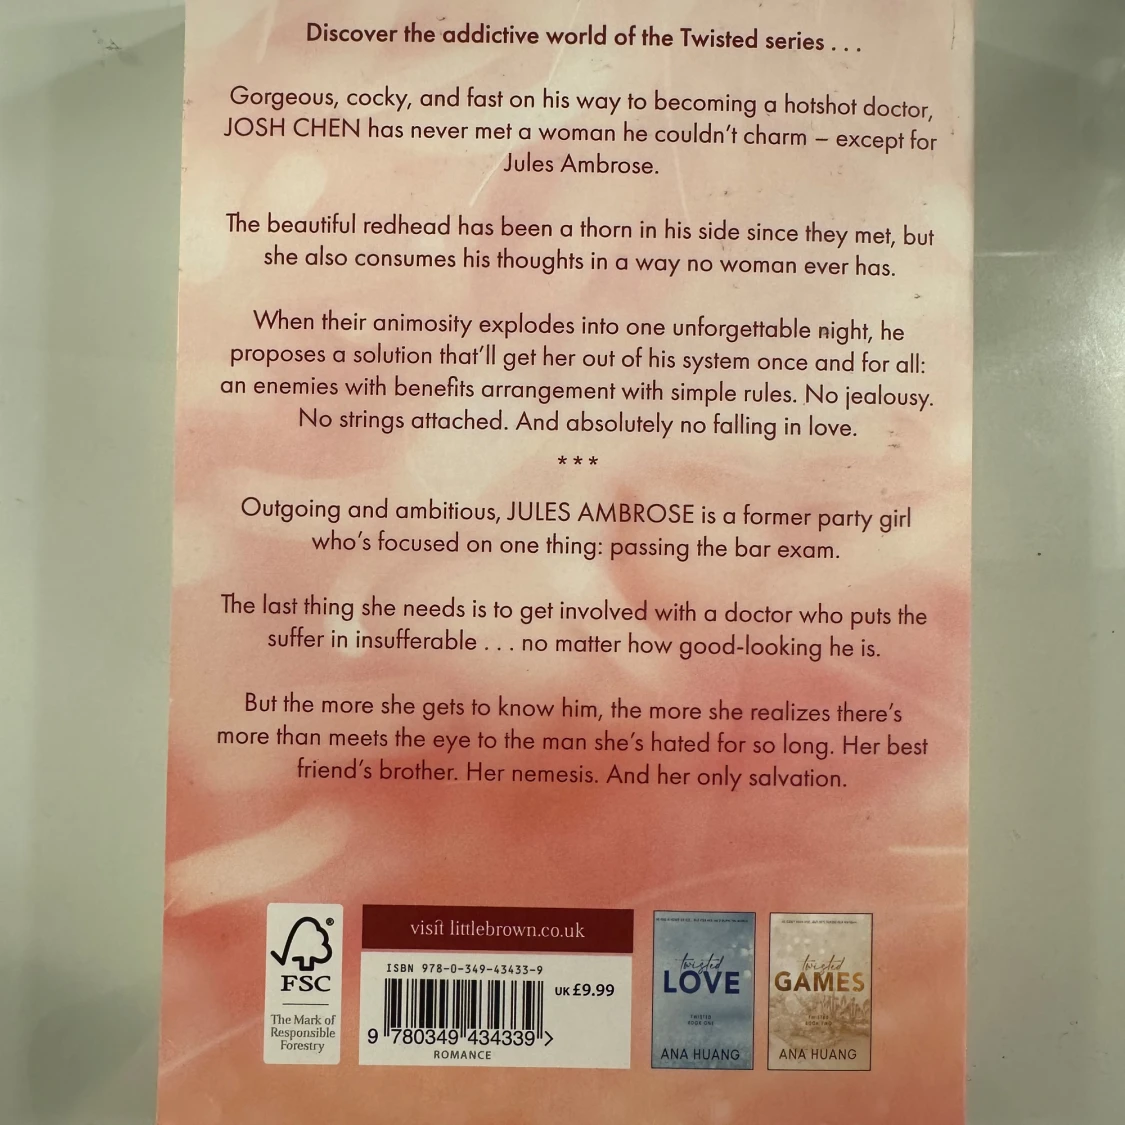 Discover the addictive world of the Twisted series . . .
Gorgeous, cocky, and fast on his way to becoming a hotshot doctor,
JOSH CHEN has never met a woman he couldn't charm – except for
Jules Ambrose.
The beautiful redhead has been a thorn in his side since they met, but
she also consumes his thoughts in a way no woman ever has.
When their animosity explodes into one unforgettable night, he
proposes a solution that'll get her out of his system once and for all:
an enemies with benefits arrangement with simple rules. No jealousy.
No strings attached. And absolutely no falling in love.
* * *
Outgoing and ambitious, JULES AMBROSE is a former party girl
who's focused on one thing: passing the bar exam.
The last thing she needs is to get involved with a doctor who puts the
suffer in insufferable . . . no matter how good-looking he is.
But the more she gets to know him, the more she realizes there's
more than meets the eye to the man she's hated for so long. Her best
friend's brother. Her nemesis. And her only salvation.
®
FSC
The Mark of
Responsible
Forestry
visit littlebrown.co.uk
ISBN 978-0-349-43433-9
UK £9.99
9 780349 434339 >
ROMANCE
twisted
LOVE
TWISTED
BOOK ONE
ANA HUANG
twisted
GAMES
TWISTED
BOOK TWO
ANA HUANG